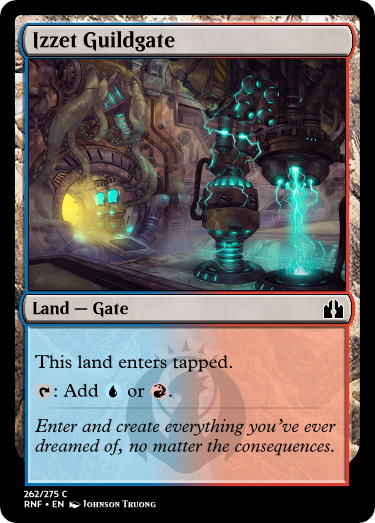 Izzet Guildgate
Land — Gate
This land enters tapped.
: Add or .
Enter and create everything you've ever
dreamed of, no matter the consequences.
262/275 C
RNF • EN Johnson Truong